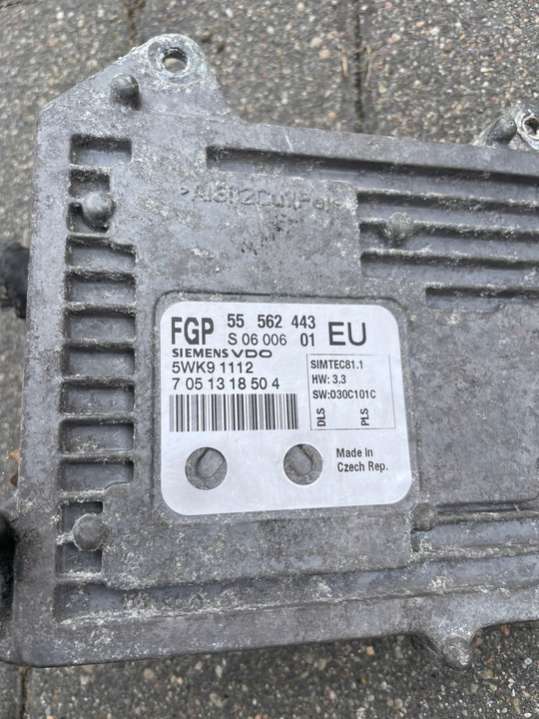 FGP 55 562 443 EU
S 06 006 01
SIEMENS VDO
5WK9 1112
7 05 13 18 50 4
SIMTEC81.1
HW: 3.3
SW:030C101C
DLS
PLS
Made in
Czech Rep.